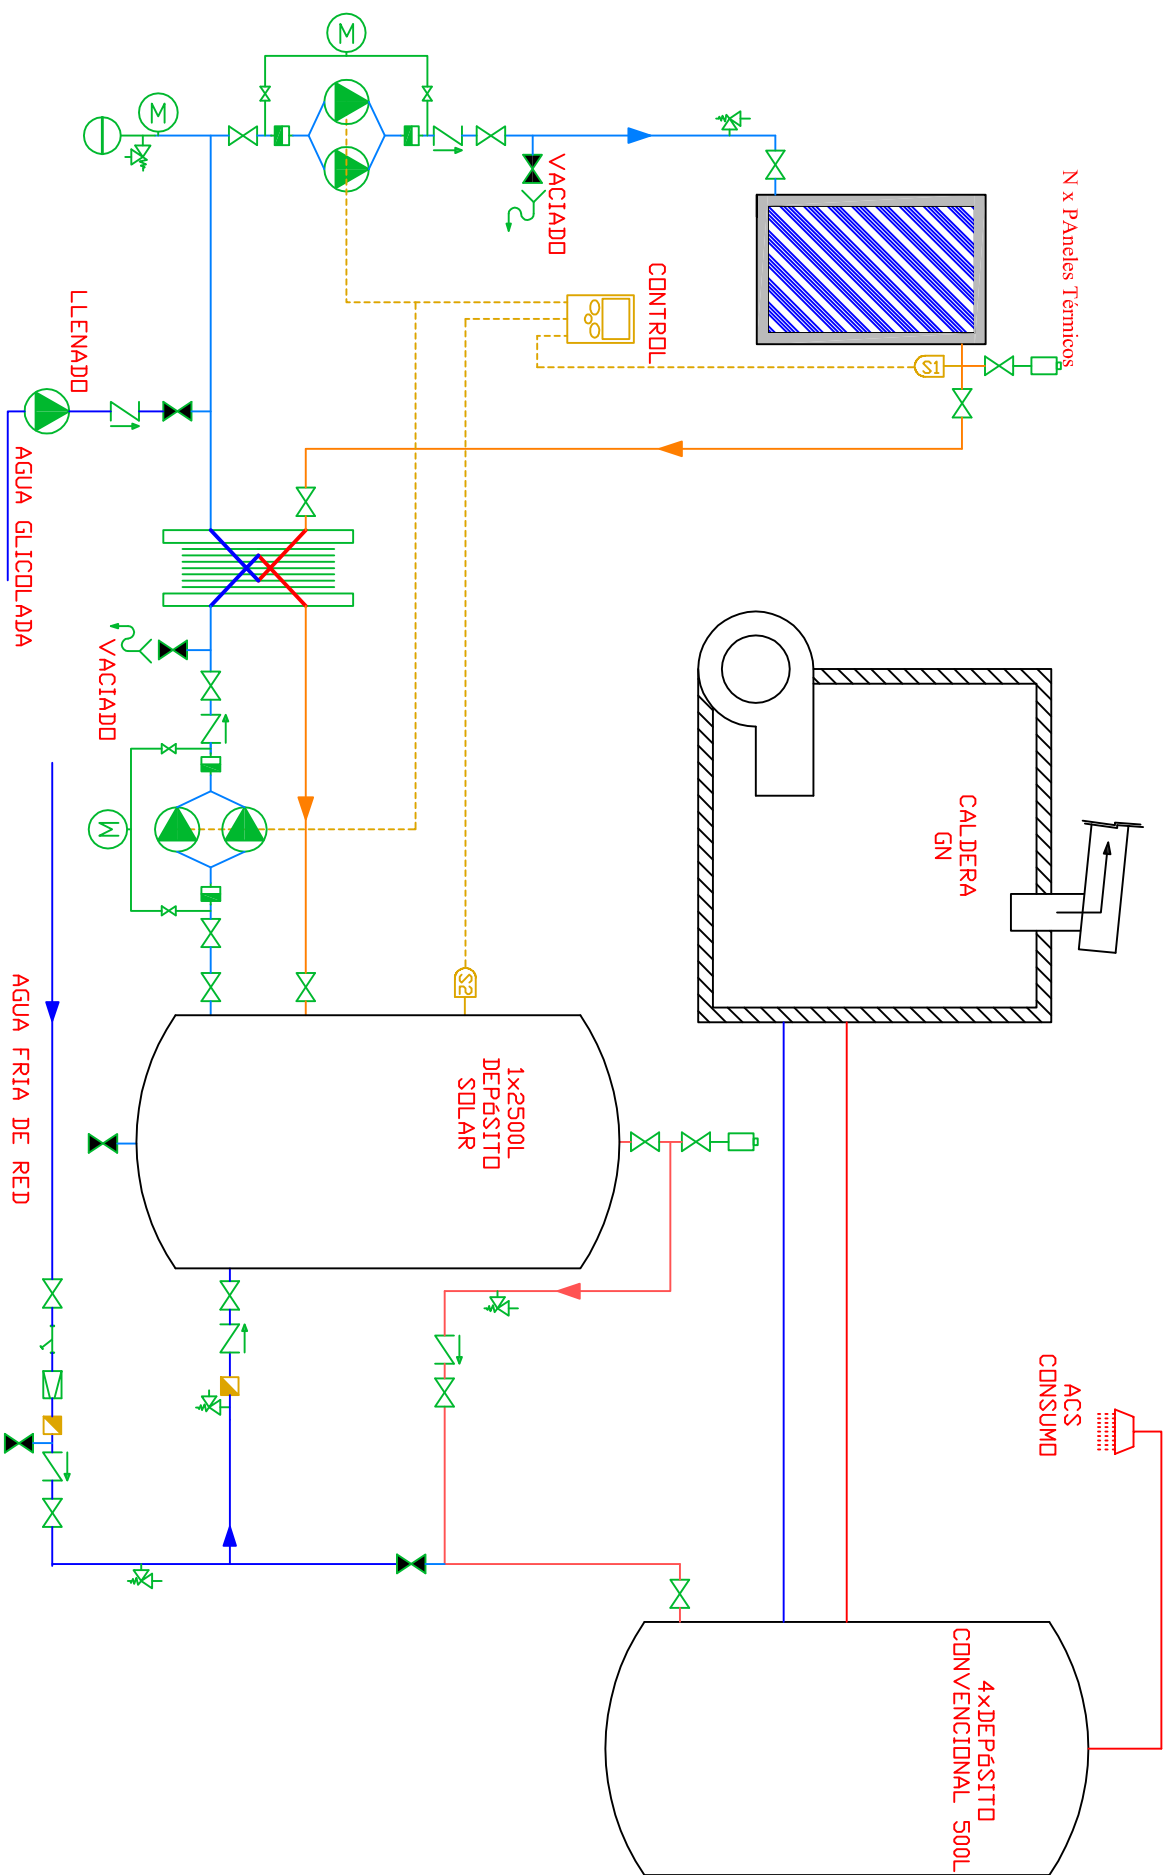 N x PAneles Térmicos
ACS
CONSUMO
4xDEPóSITO
CONVENCIONAL 500L
CALDERA
GN
S1
CONTROL
VACIADO
1x2500L
DEPóSITO
SOLAR
S2
M
M
LLENADO
VACIADO
M
AGUA GLICOLADA
AGUA FRIA DE RED